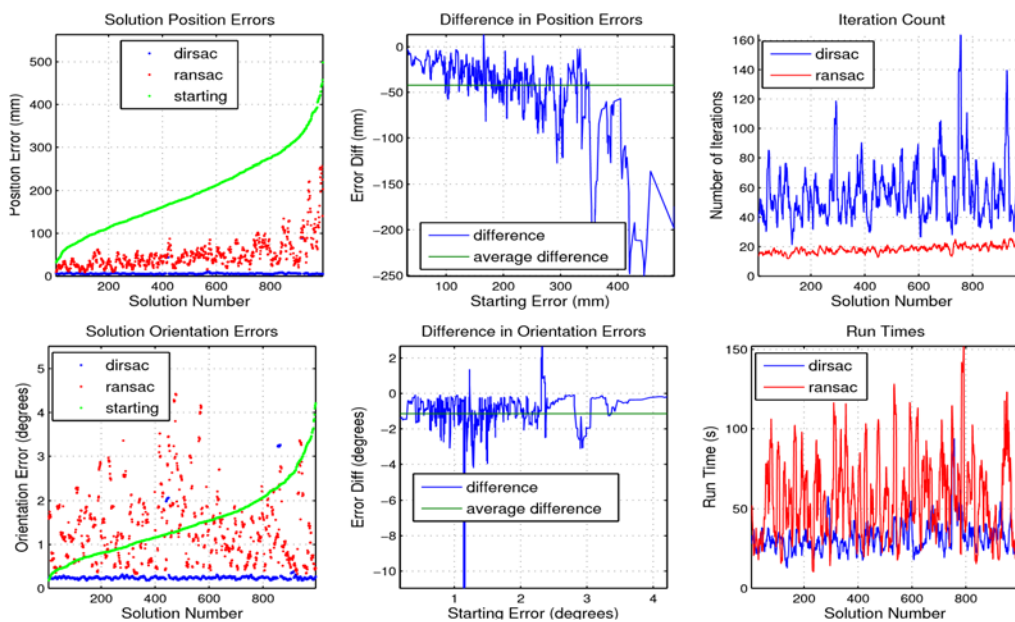 Solution Position Errors
Position Error (mm)
500
400
300
200
100
0
dirsac
ransac
starting
200 400 600 800
Solution Number
Difference in Position Errors
Error Diff (mm)
0
−50
−100
−150
−200
−250
difference
average difference
100 200 300 400
Starting Error (mm)
Iteration Count
Number of Iterations
160
140
120
100
80
60
40
20
0
dirsac
ransac
200 400 600 800
Solution Number
Solution Orientation Errors
Orientation Error (degrees)
5
4
3
2
1
0
dirsac
ransac
starting
200 400 600 800
Solution Number
Difference in Orientation Errors
Error Diff (degrees)
2
0
−2
−4
−6
−8
−10
difference
average difference
1 2 3 4
Starting Error (degrees)
Run Times
Run Time (s)
150
100
50
0
dirsac
ransac
200 400 600 800
Solution Number